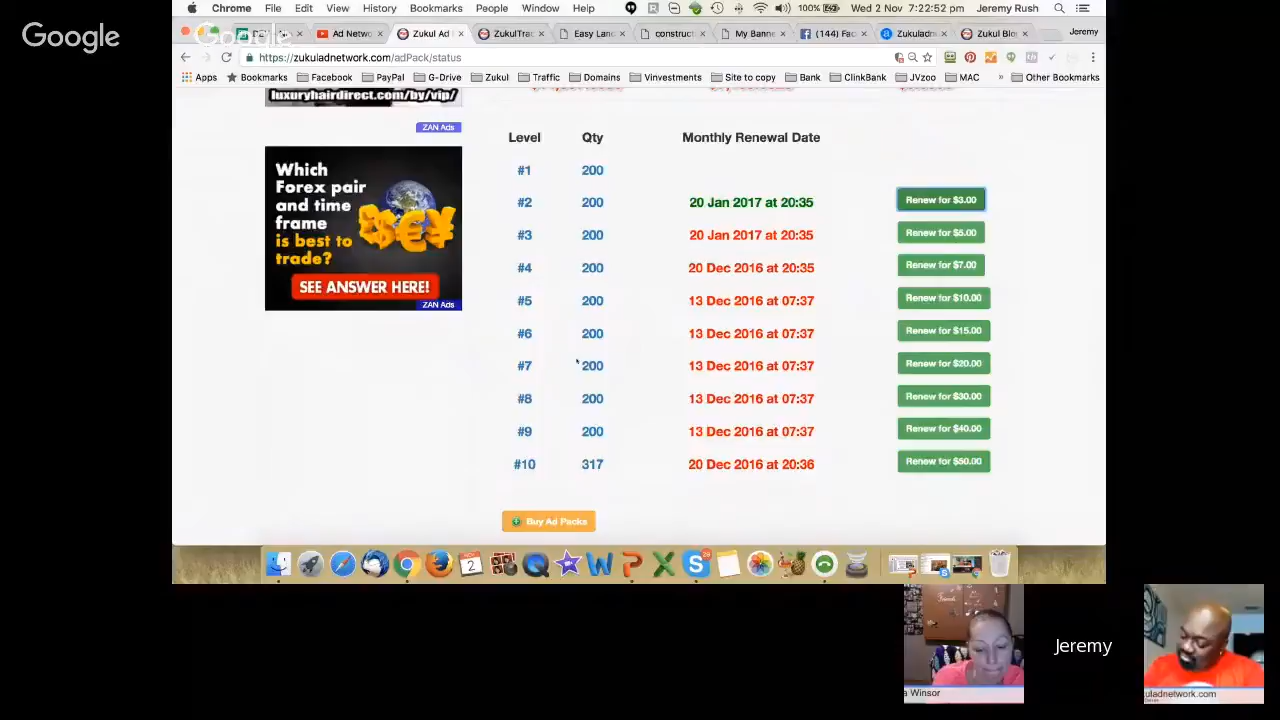 Google
Chrome File Edit View History Bookmarks People Window Help 100% Wed 2 Nov 7:22:52 pm Jeremy Rush
Ad Netwo Zukul Ad ZukulTrac Easy Lanc construct My Banne (144) Fac Zukuladn Zukul Blo Jeremy
https://zukuladnetwork.com/adPack/status
Apps Bookmarks Facebook PayPal G-Drive Zukul Traffic Domains Vinvestments Site to copy Bank ClinkBank JVzoo MAC » Other Bookmarks
luxuryhairdirect.com/by/vip/
ZAN Ads
Which
Forex pair
and time
frame
is best to
trade?
SEE ANSWER HERE!
ZAN Ads
Level Qty Monthly Renewal Date
#1 200
#2 200 20 Jan 2017 at 20:35 Renew for $3.00
#3 200 20 Jan 2017 at 20:35 Renew for $5.00
#4 200 20 Dec 2016 at 20:35 Renew for $7.00
#5 200 13 Dec 2016 at 07:37 Renew for $10.00
#6 200 13 Dec 2016 at 07:37 Renew for $15.00
#7 200 13 Dec 2016 at 07:37 Renew for $20.00
#8 200 13 Dec 2016 at 07:37 Renew for $30.00
#9 200 13 Dec 2016 at 07:37 Renew for $40.00
#10 317 20 Dec 2016 at 20:36 Renew for $50.00
Buy Ad Packs
a Winsor
Jeremy
zukuladnetwork.com